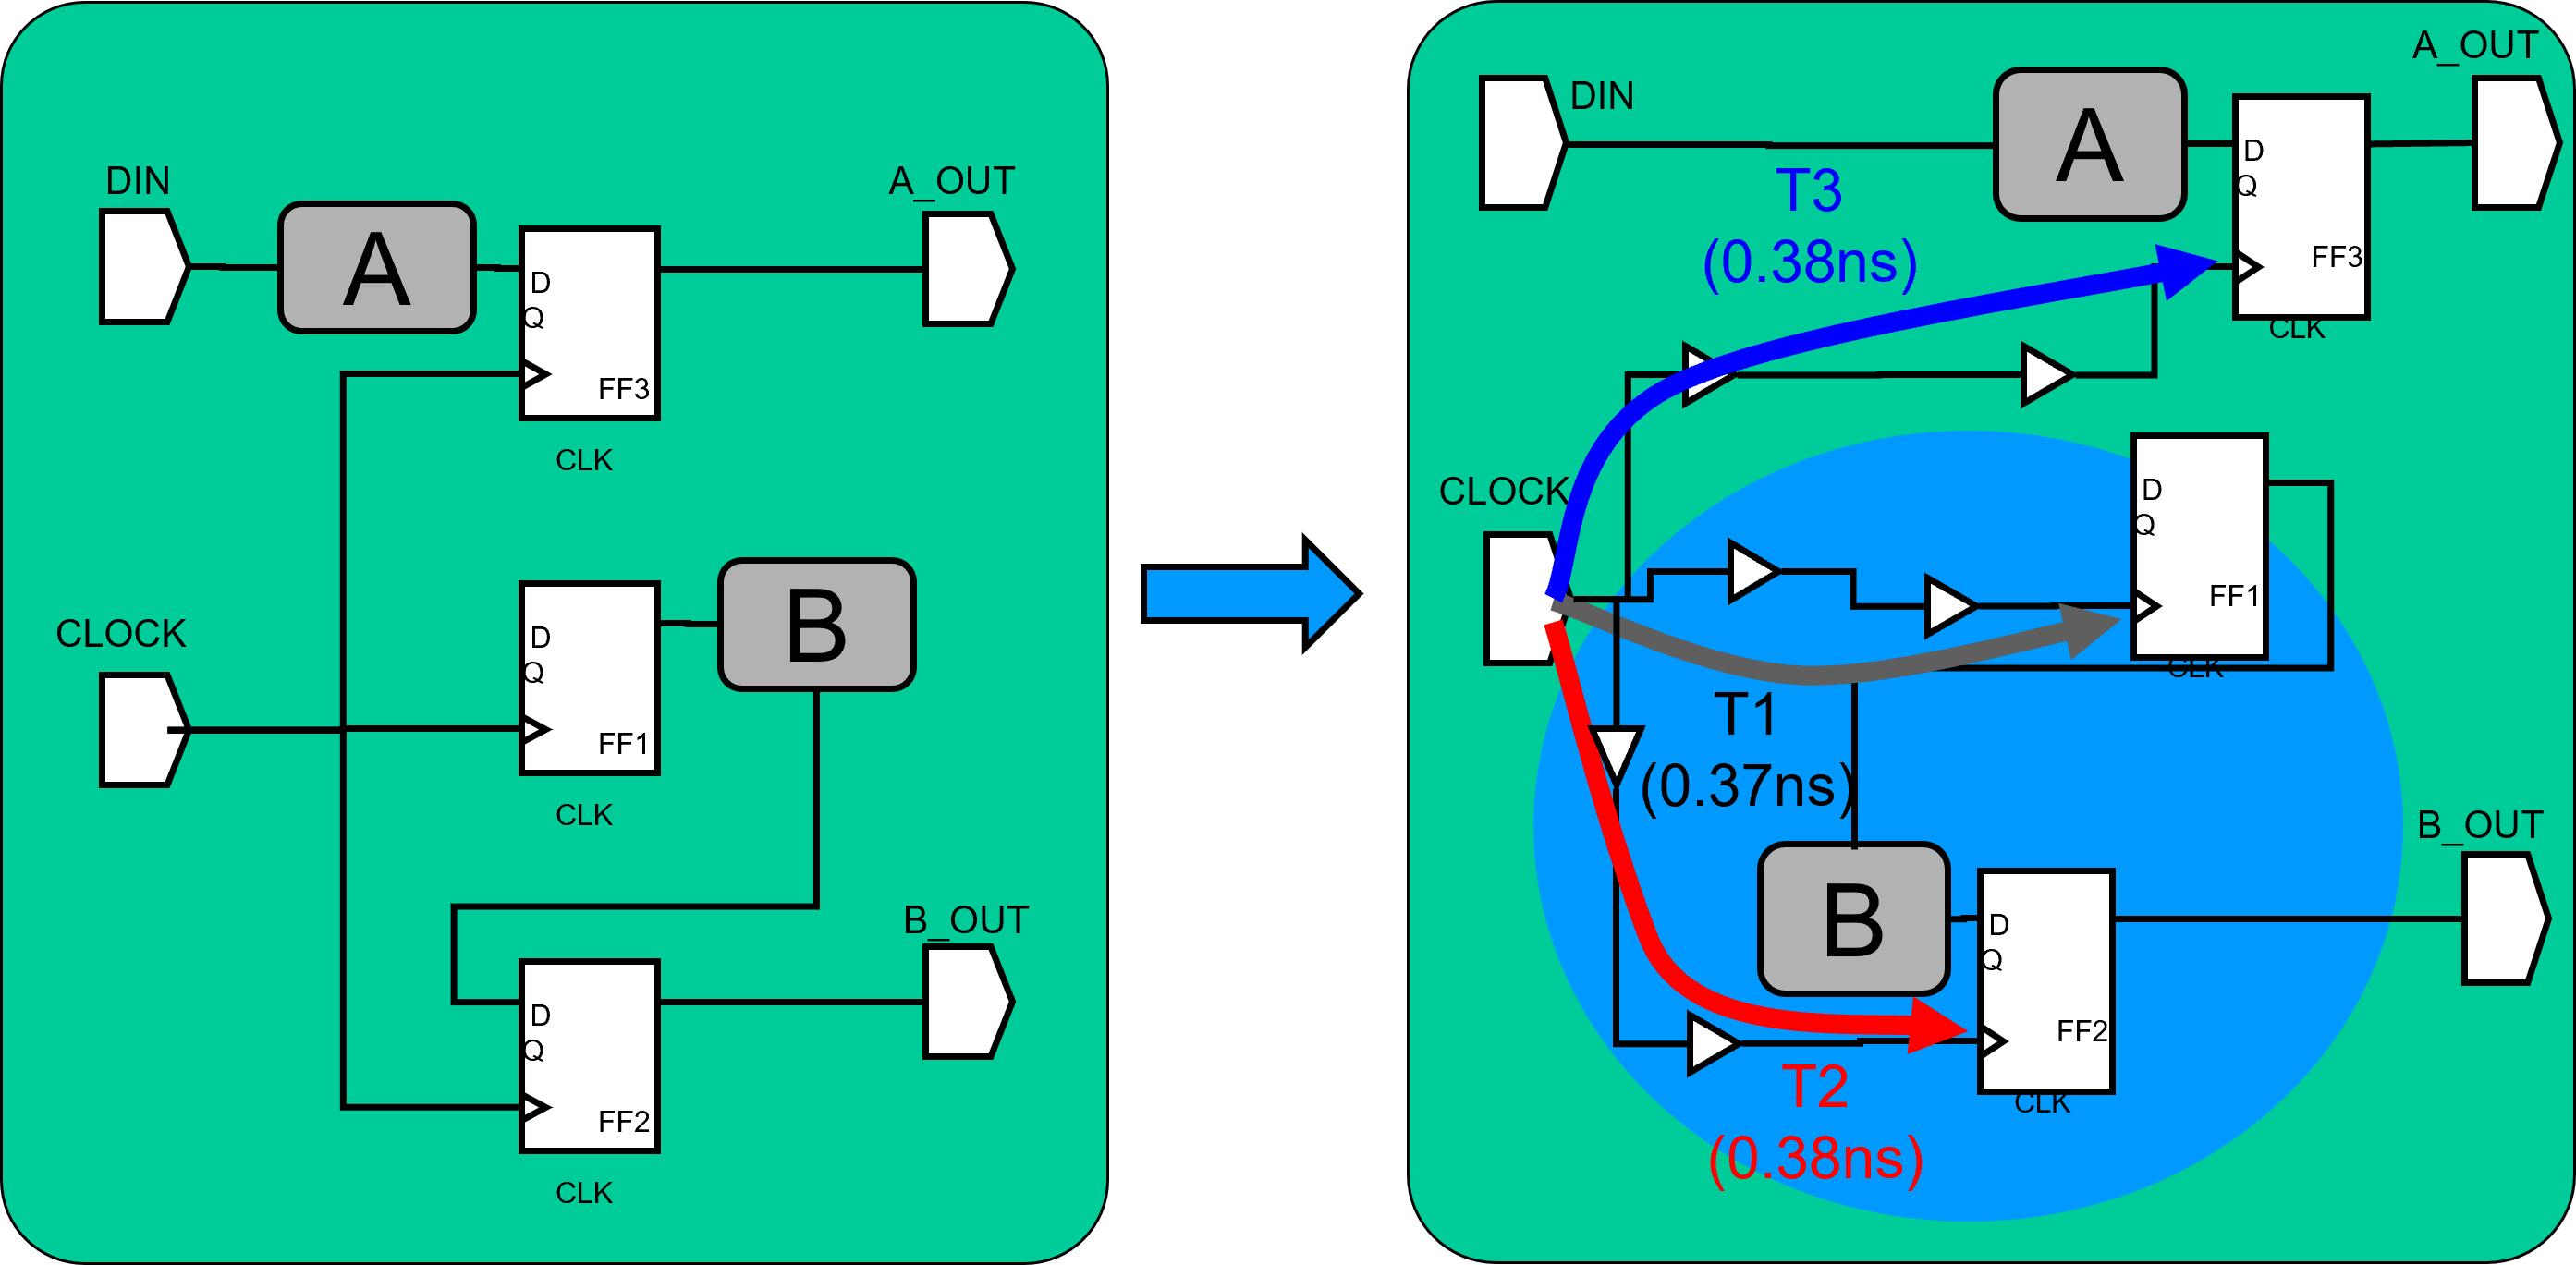 DIN
A_OUT
A
D
Q
FF3
CLK
CLOCK
D
Q
FF1
CLK
B
B_OUT
D
Q
FF2
CLK
A_OUT
DIN
A
D
Q
FF3
CLK
T3
(0.38ns)
CLOCK
D
Q
FF1
CLK
T1
(0.37ns)
B_OUT
B
D
Q
FF2
CLK
T2
(0.38ns)